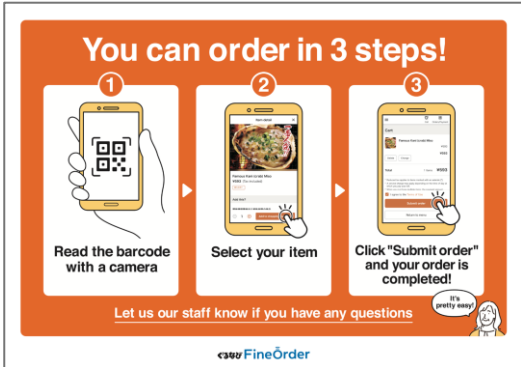 You can order in 3 steps!
1
2
3
Read the barcode
with a camera
Select your item
Click "Submit order"
and your order is
completed!
Let us our staff know if you have any questions
It's
pretty easy!
FineOrder